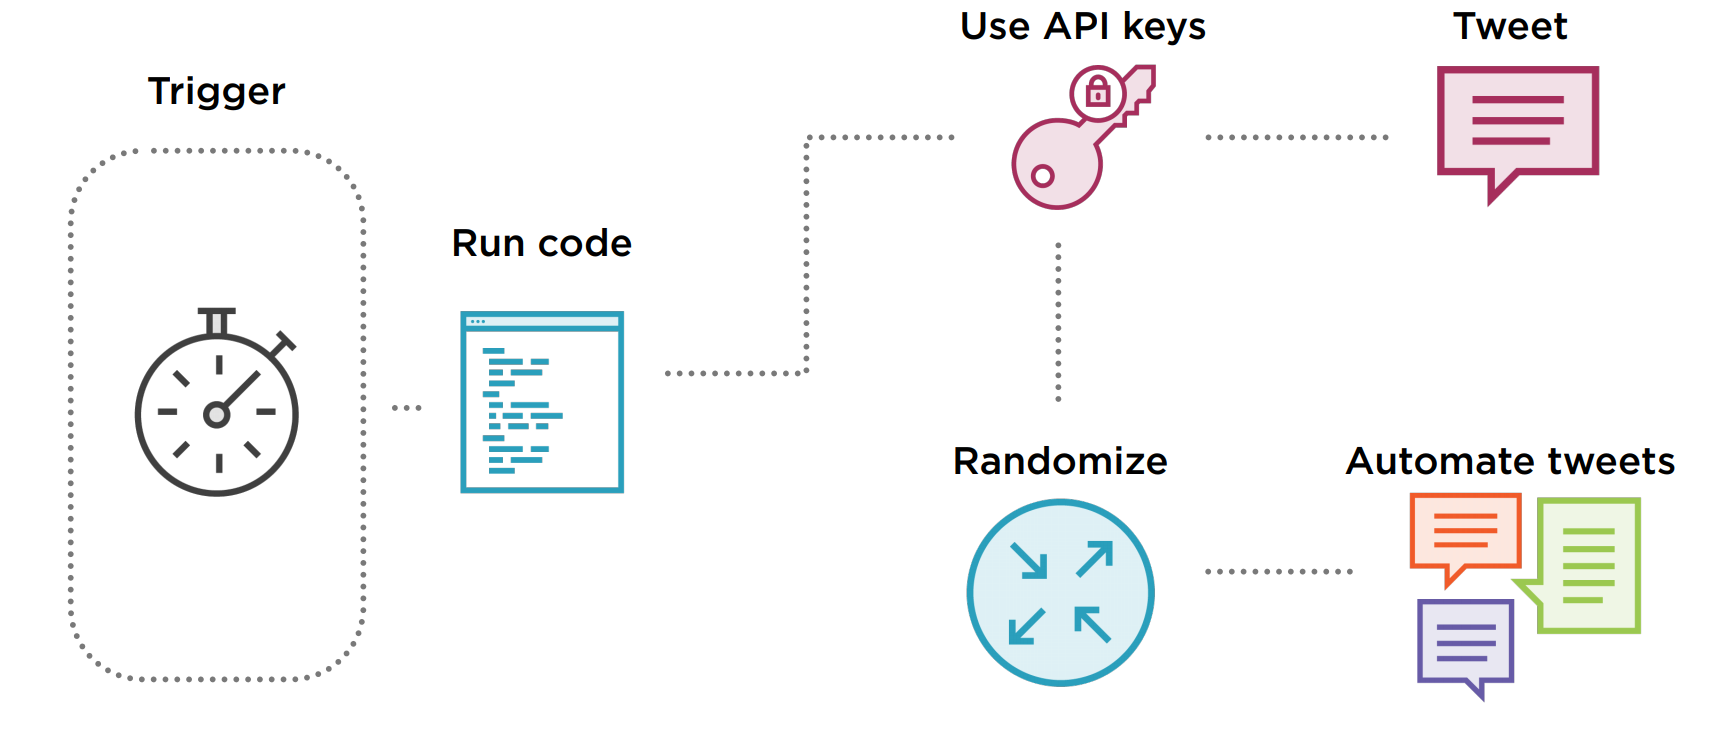 Use API keys
Tweet
Trigger
Run code
Randomize
Automate tweets